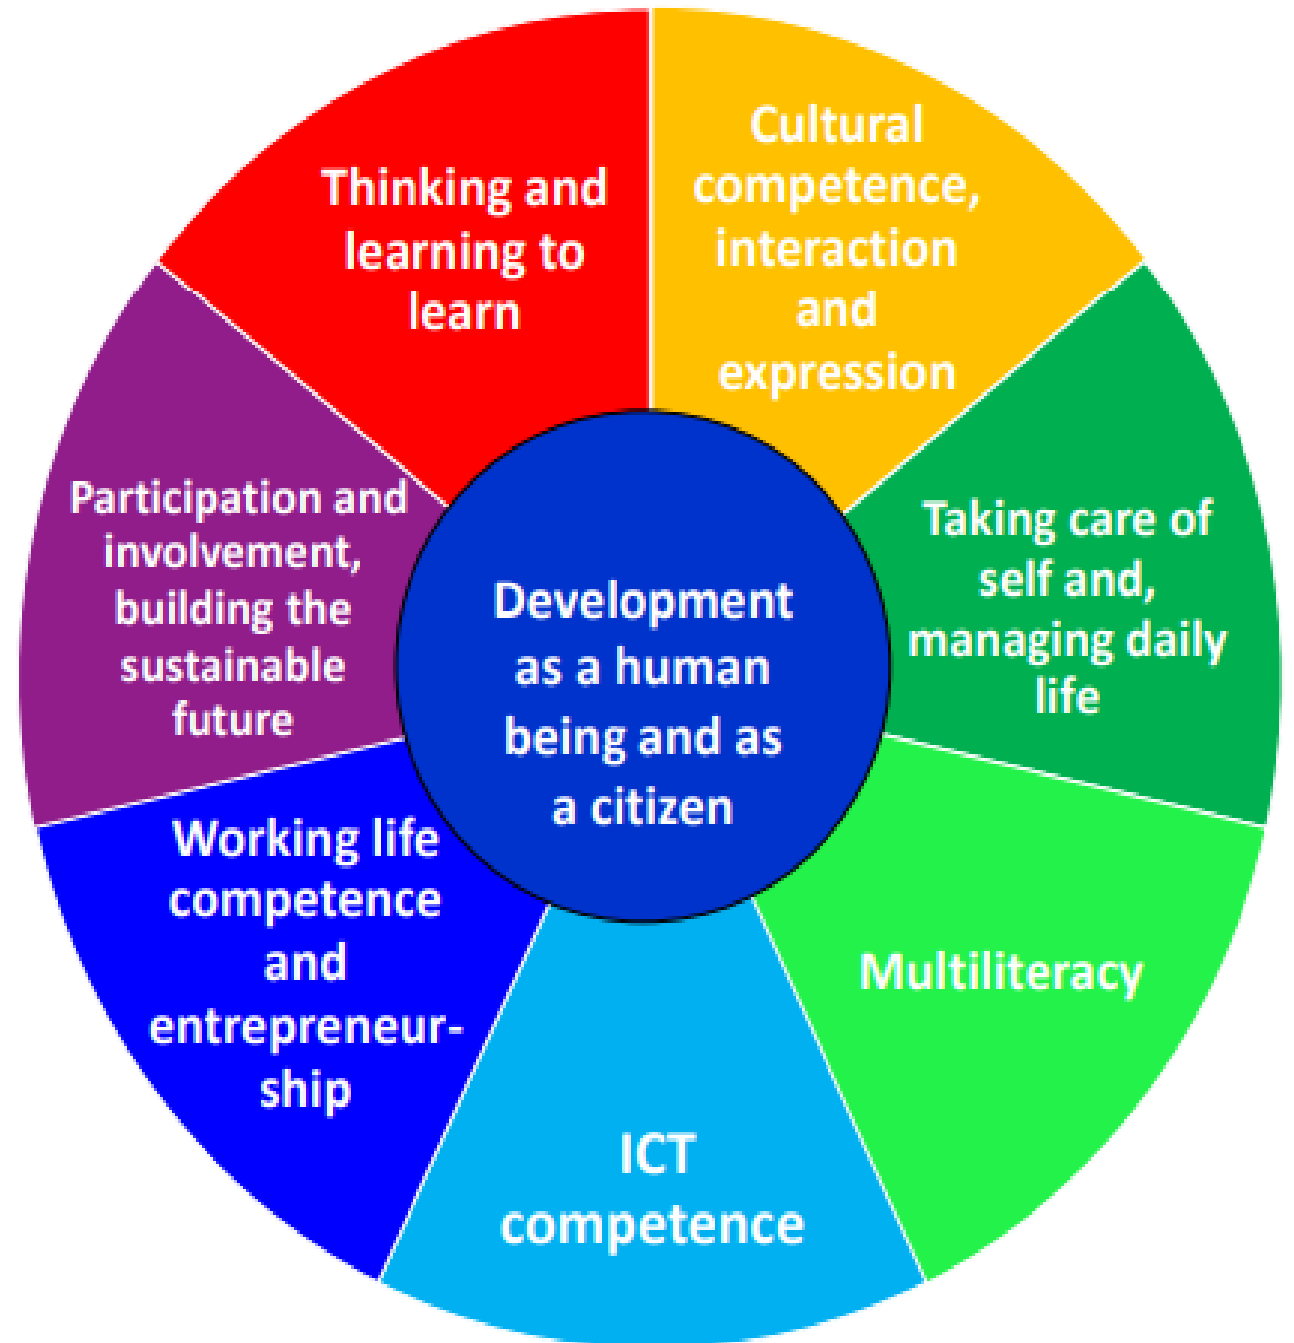 Thinking and
learning to
learn
Cultural
competence,
interaction
and
expression
Taking care of
self and,
managing daily
life
Multiliteracy
ICT
competence
Working life
competence
and
entrepreneur-
ship
Participation and
involvement,
building the
sustainable
future
Development
as a human
being and as
a citizen